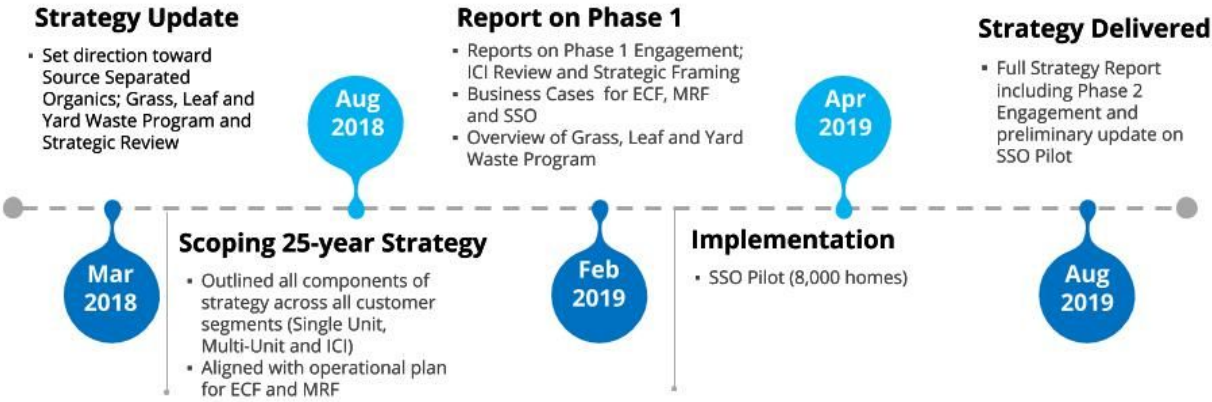 Strategy Update
▪ Set direction toward
Source Separated
Organics; Grass, Leaf and
Yard Waste Program and
Strategic Review
Mar
2018
Aug
2018
Scoping 25-year Strategy
▪ Outlined all components of
strategy across all customer
segments (Single Unit,
Multi-Unit and ICI)
▪ Aligned with operational plan
for ECF and MRF
Report on Phase 1
▪ Reports on Phase 1 Engagement;
ICI Review and Strategic Framing
▪ Business Cases for ECF, MRF
and SSO
▪ Overview of Grass, Leaf and Yard
Waste Program
Feb
2019
Apr
2019
Implementation
▪ SSO Pilot (8,000 homes)
Strategy Delivered
▪ Full Strategy Report
including Phase 2
Engagement and
preliminary update on
SSO Pilot
Aug
2019